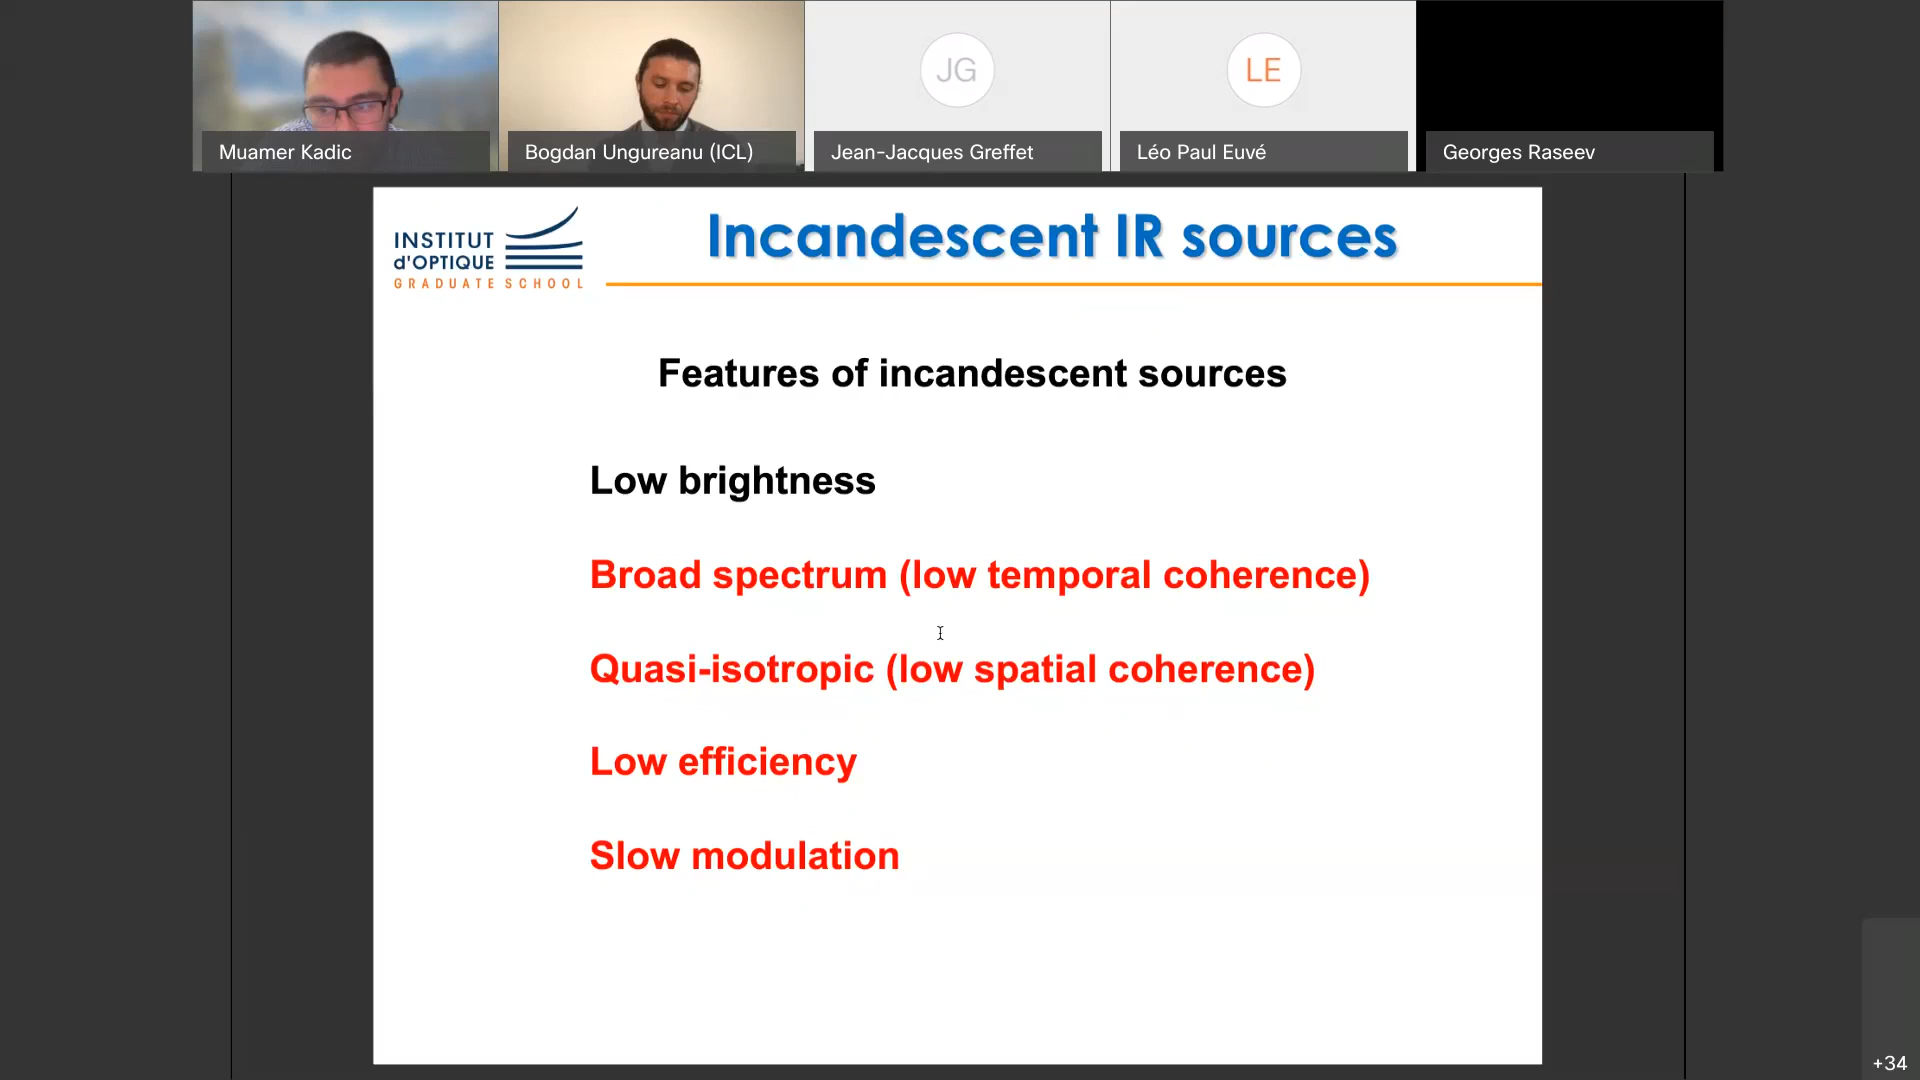 Muamer Kadic
Bogdan Ungureanu (ICL)
JG
Jean-Jacques Greffet
LE
Léo Paul Euvé
Georges Raseev
INSTITUT
d'OPTIQUE
GRADUATE SCHOOL
Incandescent IR sources
Features of incandescent sources
Low brightness
Broad spectrum (low temporal coherence)
Quasi-isotropic (low spatial coherence)
Low efficiency
Slow modulation
+34